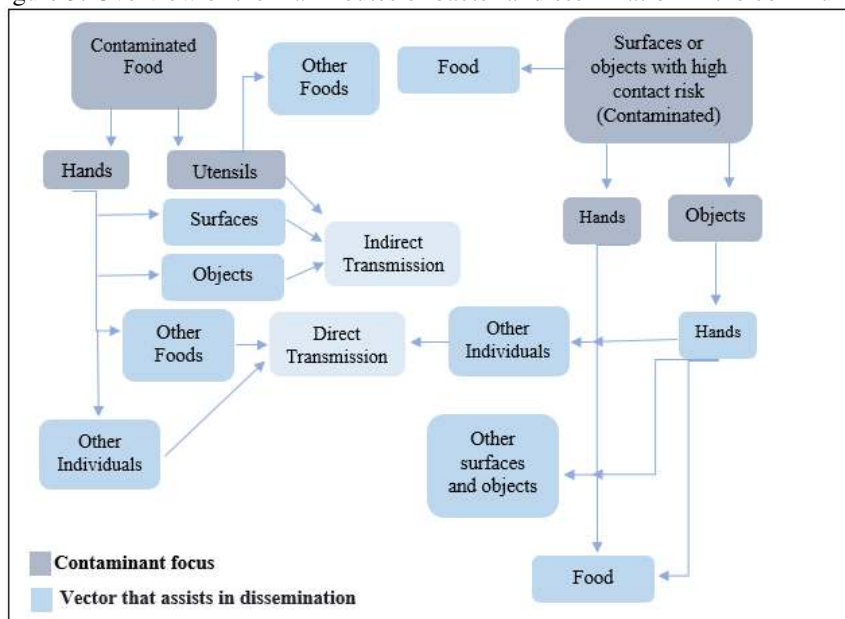 Contaminated
Food
Other
Foods
Food
Surfaces or
objects with high
contact risk
(Contaminated)
Hands
Utensils
Surfaces
Objects
Indirect
Transmission
Hands
Objects
Other
Foods
Direct
Transmission
Other
Individuals
Hands
Other
Individuals
Other
surfaces
and objects
Food
Contaminant focus
Vector that assists in dissemination